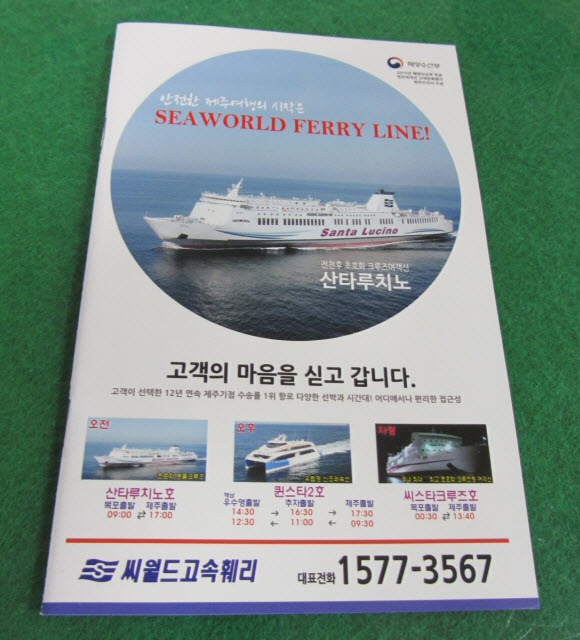 해양수산부
안전한 제주여행의 시작은
SEAWORLD FERRY LINE!
Santa Lucino
전천후 초호화 크루즈여객선
산타루치노
고객의 마음을 싣고 갑니다.
고객이 선택한 12년 연속 제주기점 수송률 1위 항로 다양한 선박과 시간대! 어디에서나 편리한 접근성
오전 오후 자정
산타루치노호 퀸스타2호 씨스타크루즈호
목포출발 제주출발 해남 우수영출발 추자출발 제주출발 목포출발 제주출발
09:00 ⇄ 17:00 14:30 → 16:30 → 17:30 00:30 ⇄ 13:40
12:30 ← 11:00 ← 09:30
씨월드고속훼리 대표전화 1577-3567